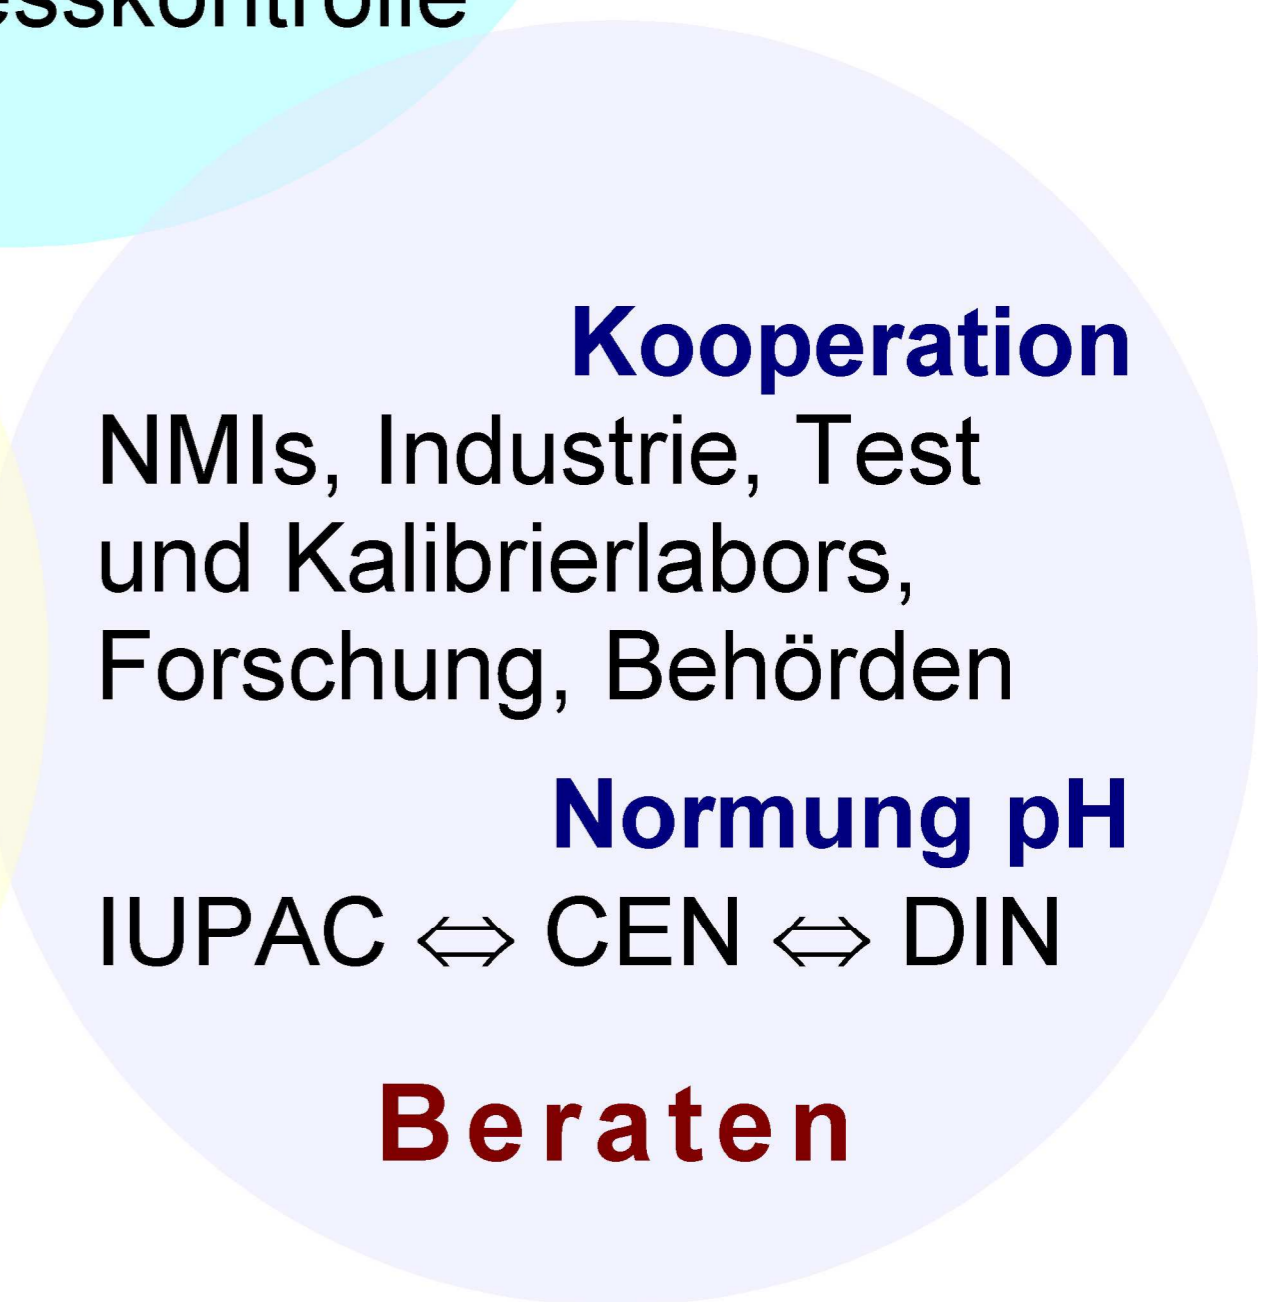 Kooperation
NMIs, Industrie, Test
und Kalibrierlabors,
Forschung, Behörden
Normung pH
IUPAC ⇔ CEN ⇔ DIN
Beraten